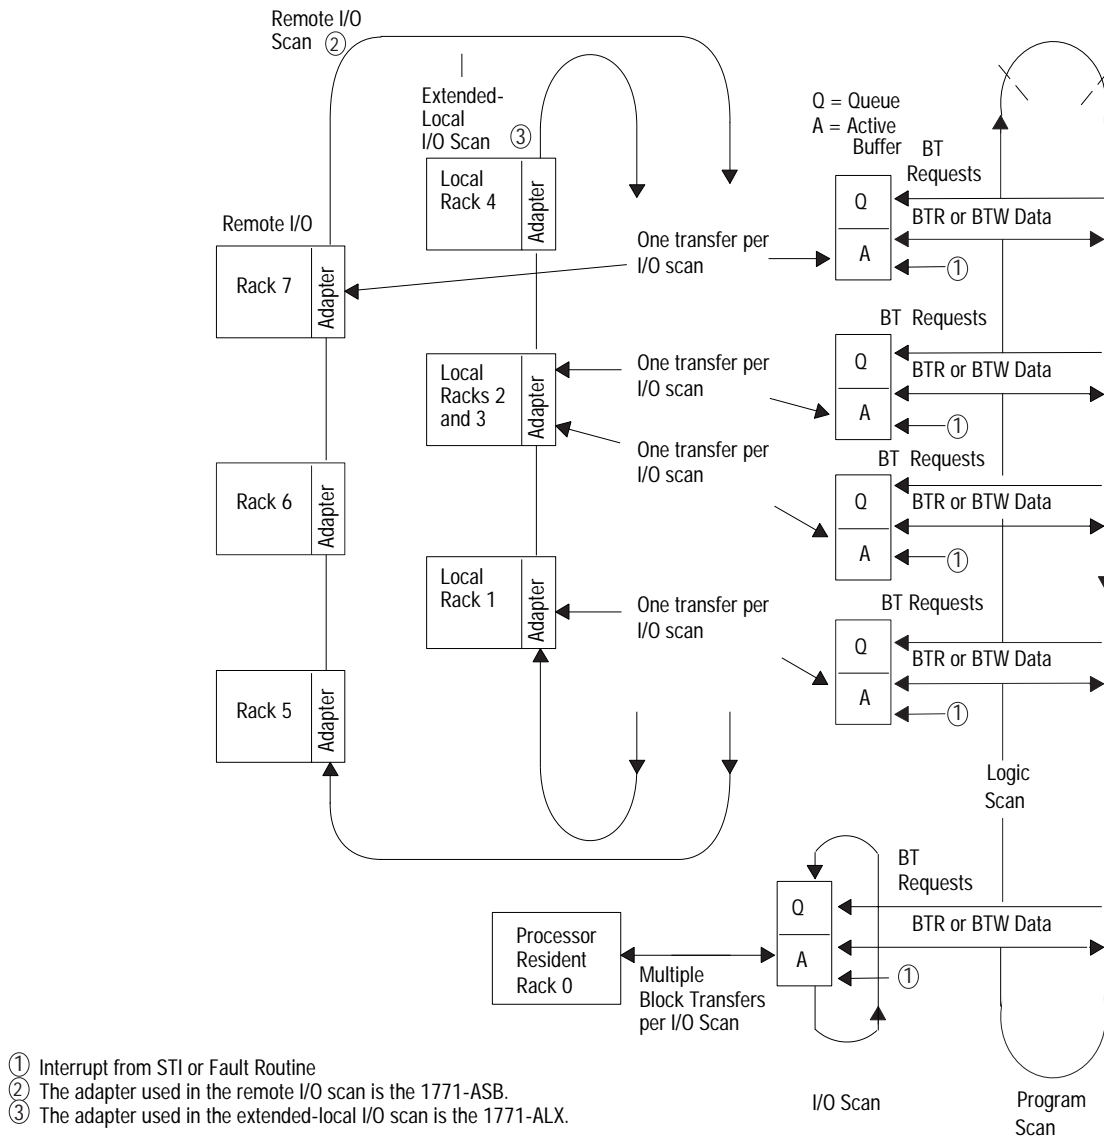 Remote I/O
Scan ②
Extended-
Local
I/O Scan ③
Q = Queue
A = Active
Buffer
BT
Requests
Local
Rack 4
Adapter
Q
BTR or BTW Data
Remote I/O
One transfer per
I/O scan
A
①
Rack 7
Adapter
BT Requests
Local
Racks 2
and 3
Adapter
One transfer per
I/O scan
Q
BTR or BTW Data
A
①
One transfer per
I/O scan
BT Requests
Rack 6
Adapter
Q
BTR or BTW Data
A
①
Local
Rack 1
Adapter
One transfer per
I/O scan
BT Requests
Q
BTR or BTW Data
A
①
Rack 5
Adapter
Logic
Scan
BT
Requests
Q
BTR or BTW Data
Processor
Resident
Rack 0
A
①
Multiple
Block Transfers
per I/O Scan
① Interrupt from STI or Fault Routine
② The adapter used in the remote I/O scan is the 1771-ASB.
③ The adapter used in the extended-local I/O scan is the 1771-ALX.
I/O Scan
Program
Scan